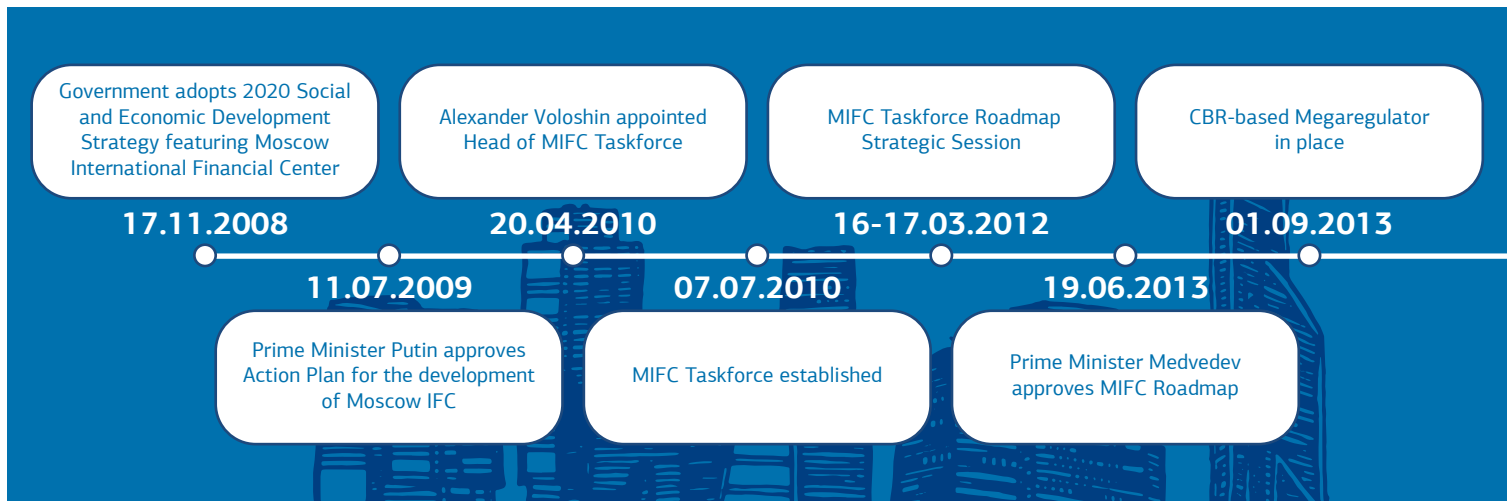 Government adopts 2020 Social
and Economic Development
Strategy featuring Moscow
International Financial Center
17.11.2008
11.07.2009
Prime Minister Putin approves
Action Plan for the development
of Moscow IFC
Alexander Voloshin appointed
Head of MIFC Taskforce
20.04.2010
07.07.2010
MIFC Taskforce established
MIFC Taskforce Roadmap
Strategic Session
16-17.03.2012
19.06.2013
Prime Minister Medvedev
approves MIFC Roadmap
CBR-based Megaregulator
in place
01.09.2013